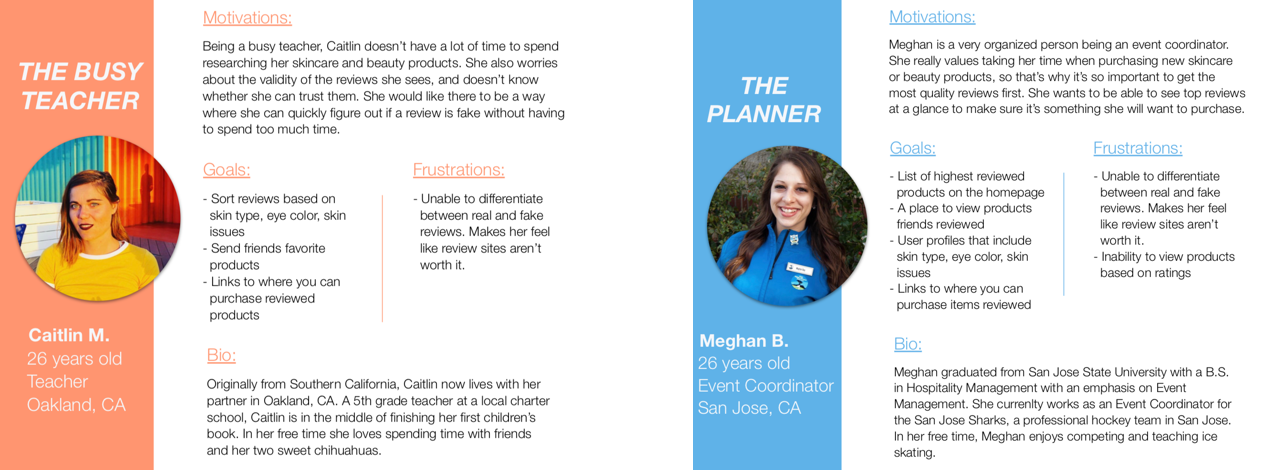 THE BUSY
TEACHER
Caitlin M.
26 years old
Teacher
Oakland, CA
Motivations:
Being a busy teacher, Caitlin doesn't have a lot of time to spend
researching her skincare and beauty products. She also worries
about the validity of the reviews she sees, and doesn't know
whether she can trust them. She would like there to be a way
where she can quickly figure out if a review is fake without having
to spend too much time.
Goals:
- Sort reviews based on
skin type, eye color, skin
issues
- Send friends favorite
products
- Links to where you can
purchase reviewed
products
Frustrations:
- Unable to differentiate
between real and fake
reviews. Makes her feel
like review sites aren't
worth it.
Bio:
Originally from Southern California, Caitlin now lives with her
partner in Oakland, CA. A 5th grade teacher at a local charter
school, Caitlin is in the middle of finishing her first children's
book. In her free time she loves spending time with friends
and her two sweet chihuahuas.
THE
PLANNER
Meghan B.
26 years old
Event Coordinator
San Jose, CA
Motivations:
Meghan is a very organized person being an event coordinator.
She really values taking her time when purchasing new skincare
or beauty products, so that's why it's so important to get the
most quality reviews first. She wants to be able to see top reviews
at a glance to make sure it's something she will want to purchase.
Goals:
- List of highest reviewed
products on the homepage
- A place to view products
friends reviewed
- User profiles that include
skin type, eye color, skin
issues
- Links to where you can
purchase items reviewed
Frustrations:
- Unable to differentiate
between real and fake
reviews. Makes her feel
like review sites aren't
worth it.
- Inability to view products
based on ratings
Bio:
Meghan graduated from San Jose State University with a B.S.
in Hospitality Management with an emphasis on Event
Management. She currenlty works as an Event Coordinator for
the San Jose Sharks, a professional hockey team in San Jose.
In her free time, Meghan enjoys competing and teaching ice
skating.